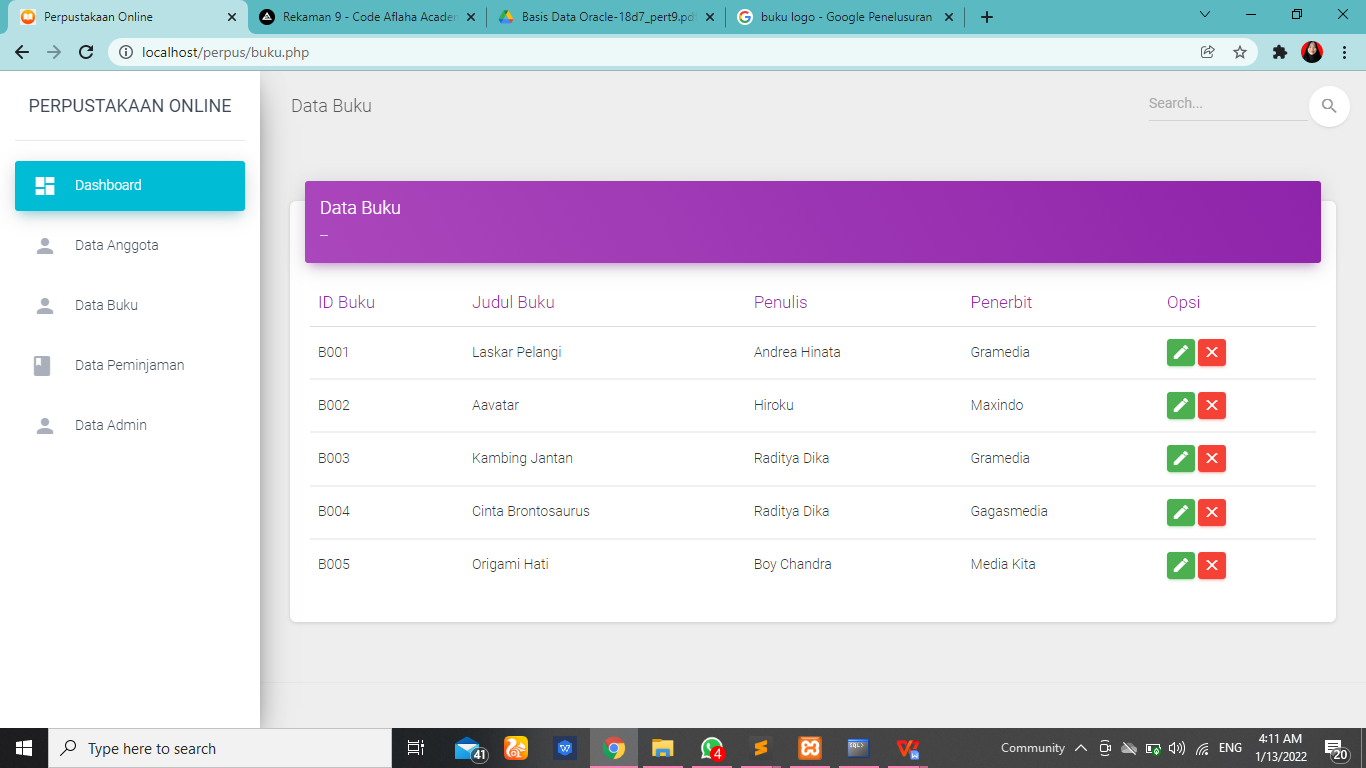 Perpustakaan Online
Rekaman 9 - Code Aflaha Acader
Basis Data Oracle-18d7_pert9.pdf
buku logo - Google Penelusuran
localhost/perpus/buku.php
PERPUSTAKAAN ONLINE
Data Buku
Search...
Dashboard
Data Anggota
Data Buku
Data Peminjaman
Data Admin
Data Buku
--
ID Buku Judul Buku Penulis Penerbit Opsi
B001 Laskar Pelangi Andrea Hinata Gramedia
B002 Aavatar Hiroku Maxindo
B003 Kambing Jantan Raditya Dika Gramedia
B004 Cinta Brontosaurus Raditya Dika Gagasmedia
B005 Origami Hati Boy Chandra Media Kita
Type here to search
41
4
SQL>
Community
ENG
4:11 AM
1/13/2022
20